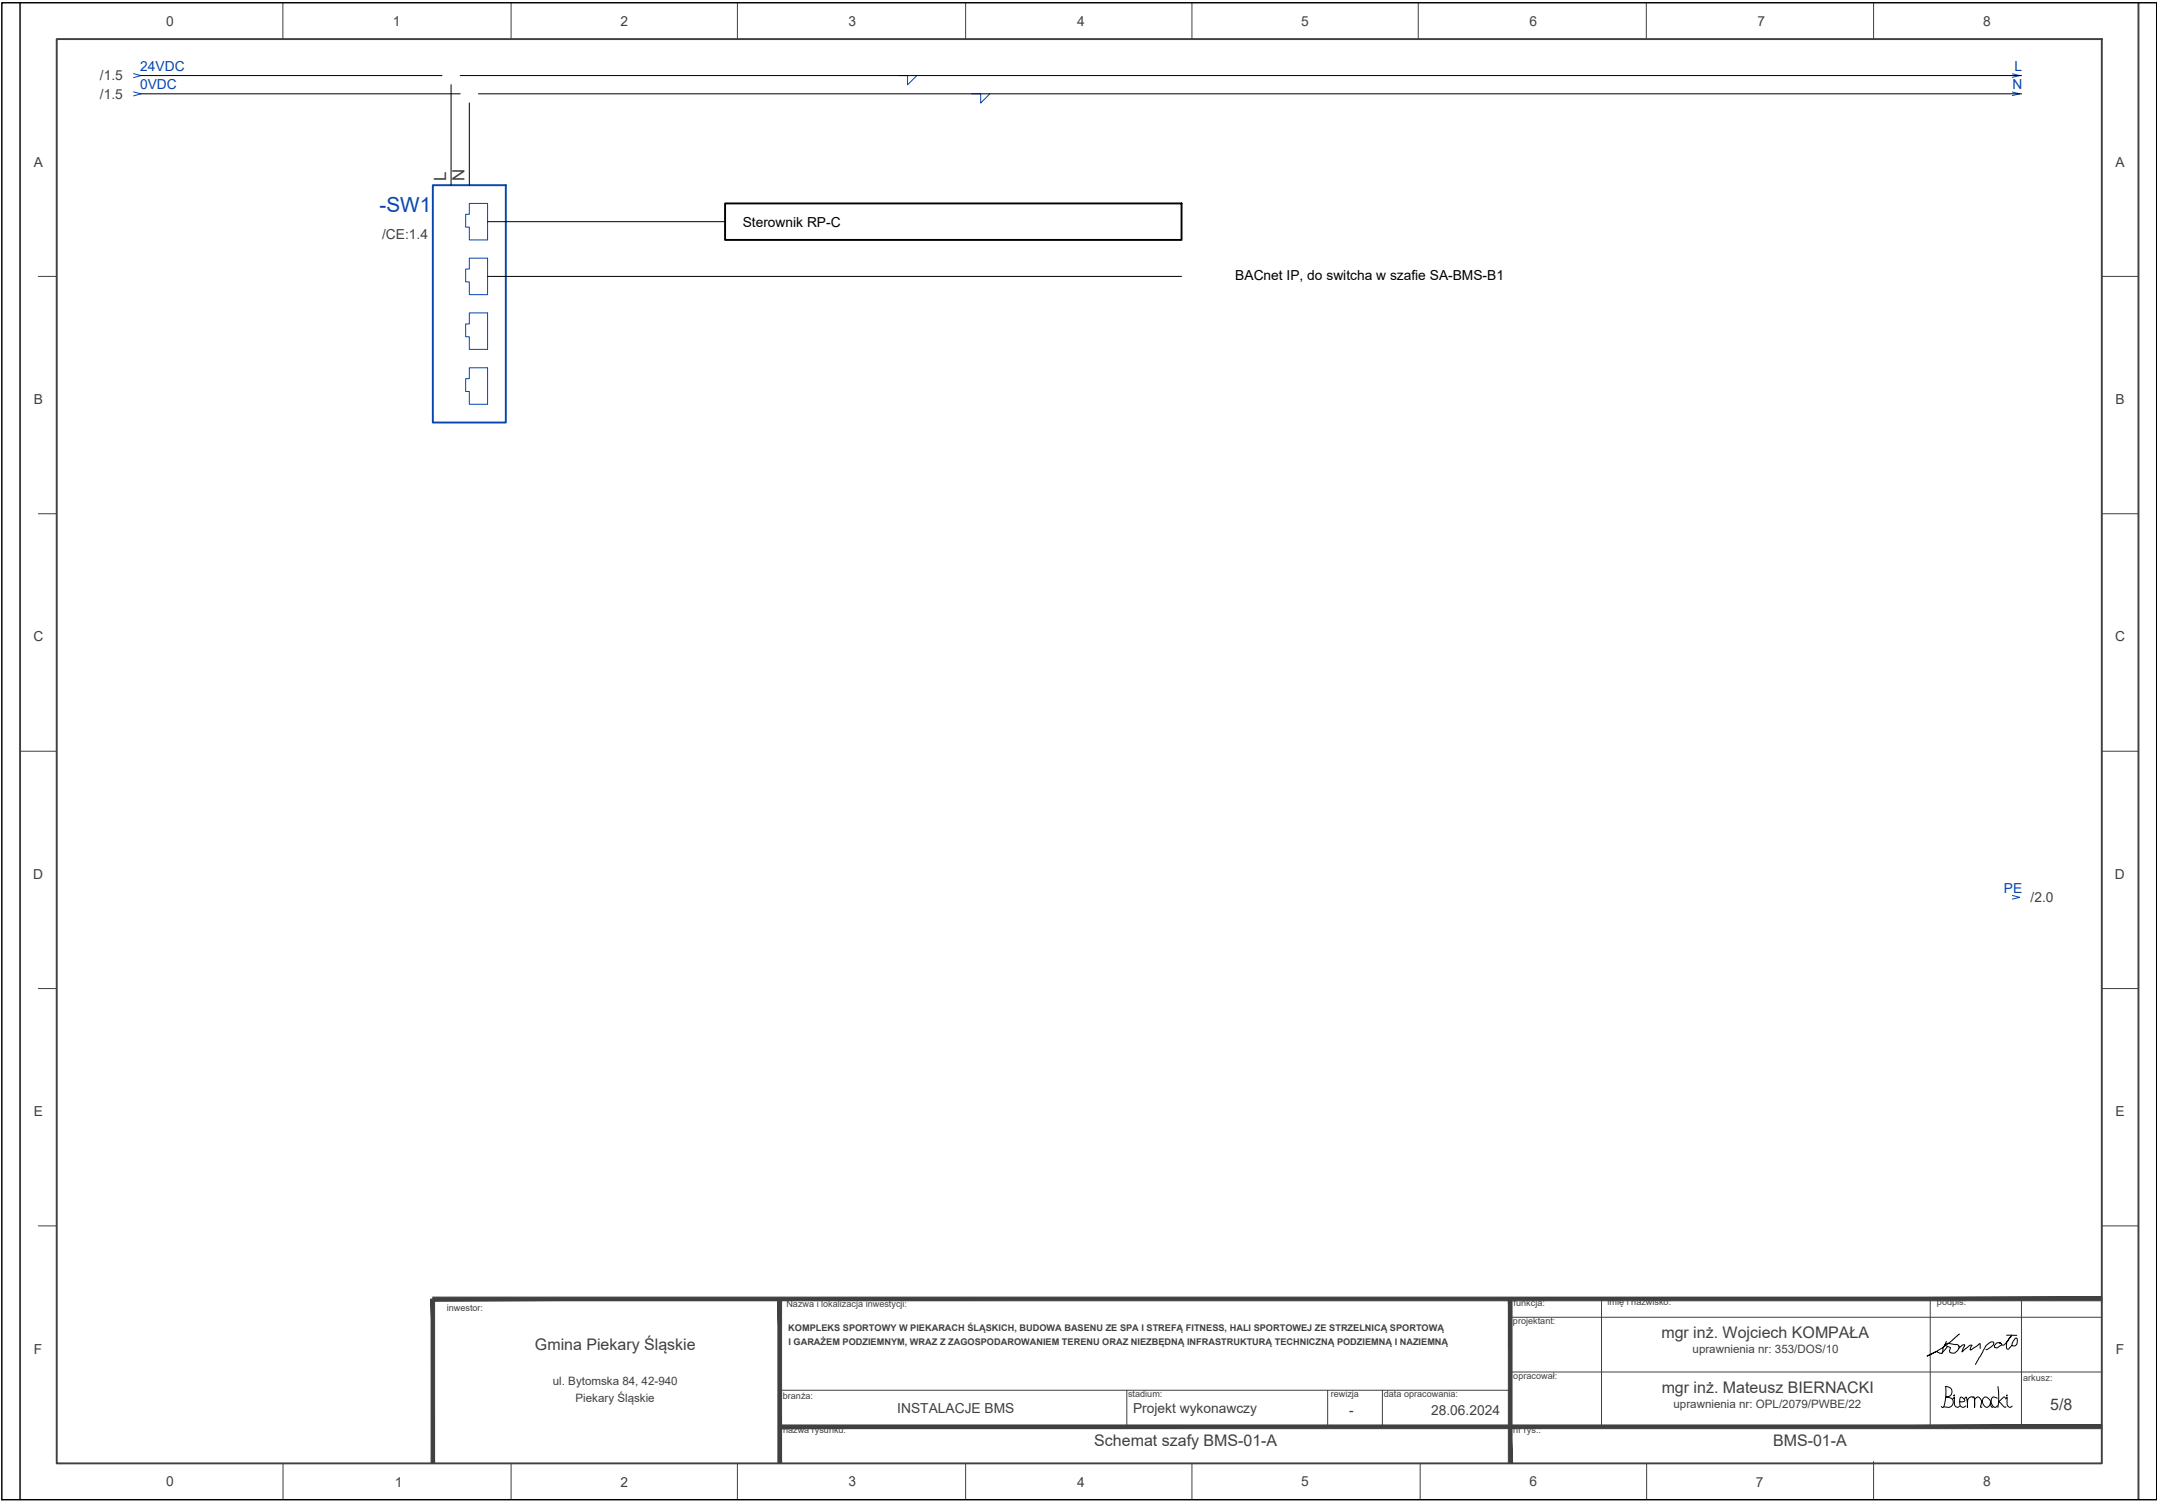 0 1 2 3 4 5 6 7 8
/1.5 24VDC L
/1.5 0VDC N
A A
L N
-SW1
/CE:1.4
Sterownik RP-C
BACnet IP, do switcha w szafie SA-BMS-B1
B B
C C
D D
PE /2.0
E E
F F
inwestor:
Gmina Piekary Śląskie
ul. Bytomska 84, 42-940
Piekary Śląskie
Nazwa i lokalizacja inwestycji:
KOMPLEKS SPORTOWY W PIEKARACH ŚLĄSKICH, BUDOWA BASENU ZE SPA I STREFĄ FITNESS, HALI SPORTOWEJ ZE STRZELNICĄ SPORTOWĄ
I GARAŻEM PODZIEMNYM, WRAZ Z ZAGOSPODAROWANIEM TERENU ORAZ NIEZBĘDNĄ INFRASTRUKTURĄ TECHNICZNĄ PODZIEMNĄ I NAZIEMNĄ
branża:
INSTALACJE BMS
stadium:
Projekt wykonawczy
rewizja
-
data opracowania:
28.06.2024
nazwa rysunku:
Schemat szafy BMS-01-A
funkcja: imię i nazwisko: podpis:
projektant:
mgr inż. Wojciech KOMPAŁA
uprawnienia nr: 353/DOS/10
Kompała
opracował:
mgr inż. Mateusz BIERNACKI
uprawnienia nr: OPL/2079/PWBE/22
Biernacki
arkusz:
5/8
nr rys.:
BMS-01-A
0 1 2 3 4 5 6 7 8